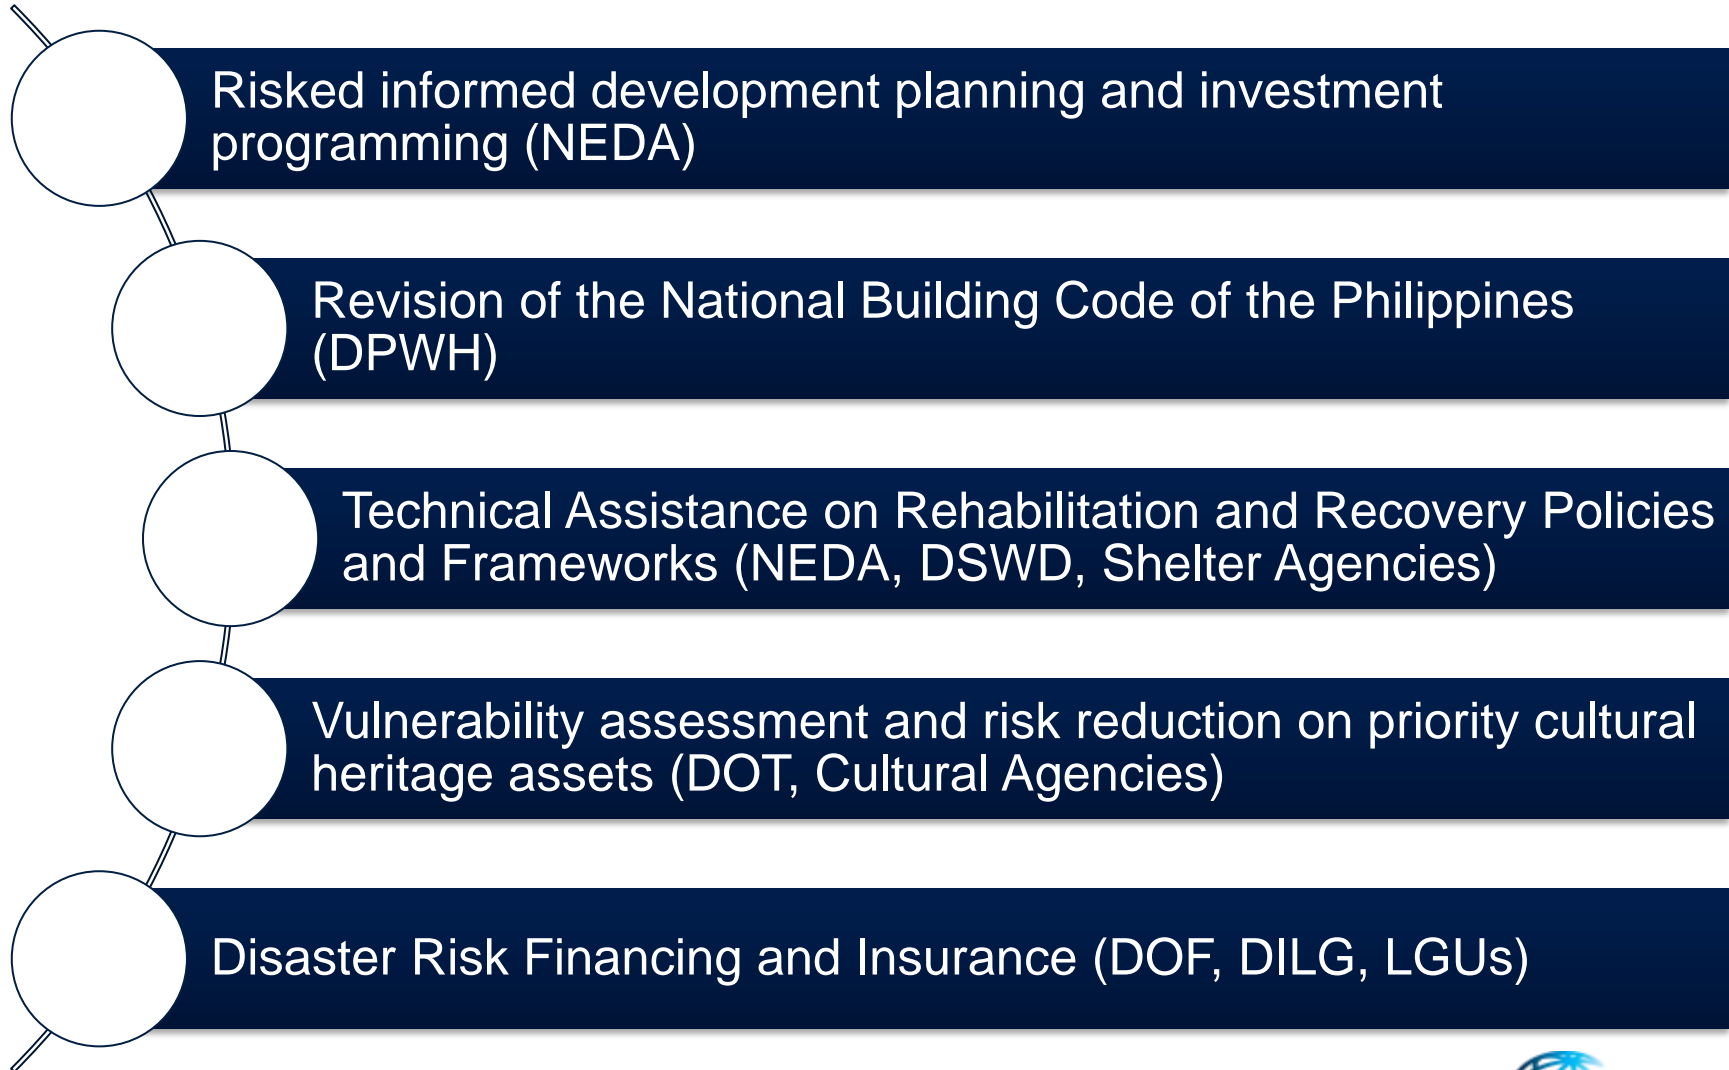 Risked informed development planning and investment
programming (NEDA)
Revision of the National Building Code of the Philippines
(DPWH)
Technical Assistance on Rehabilitation and Recovery Policies
and Frameworks (NEDA, DSWD, Shelter Agencies)
Vulnerability assessment and risk reduction on priority cultural
heritage assets (DOT, Cultural Agencies)
Disaster Risk Financing and Insurance (DOF, DILG, LGUs)